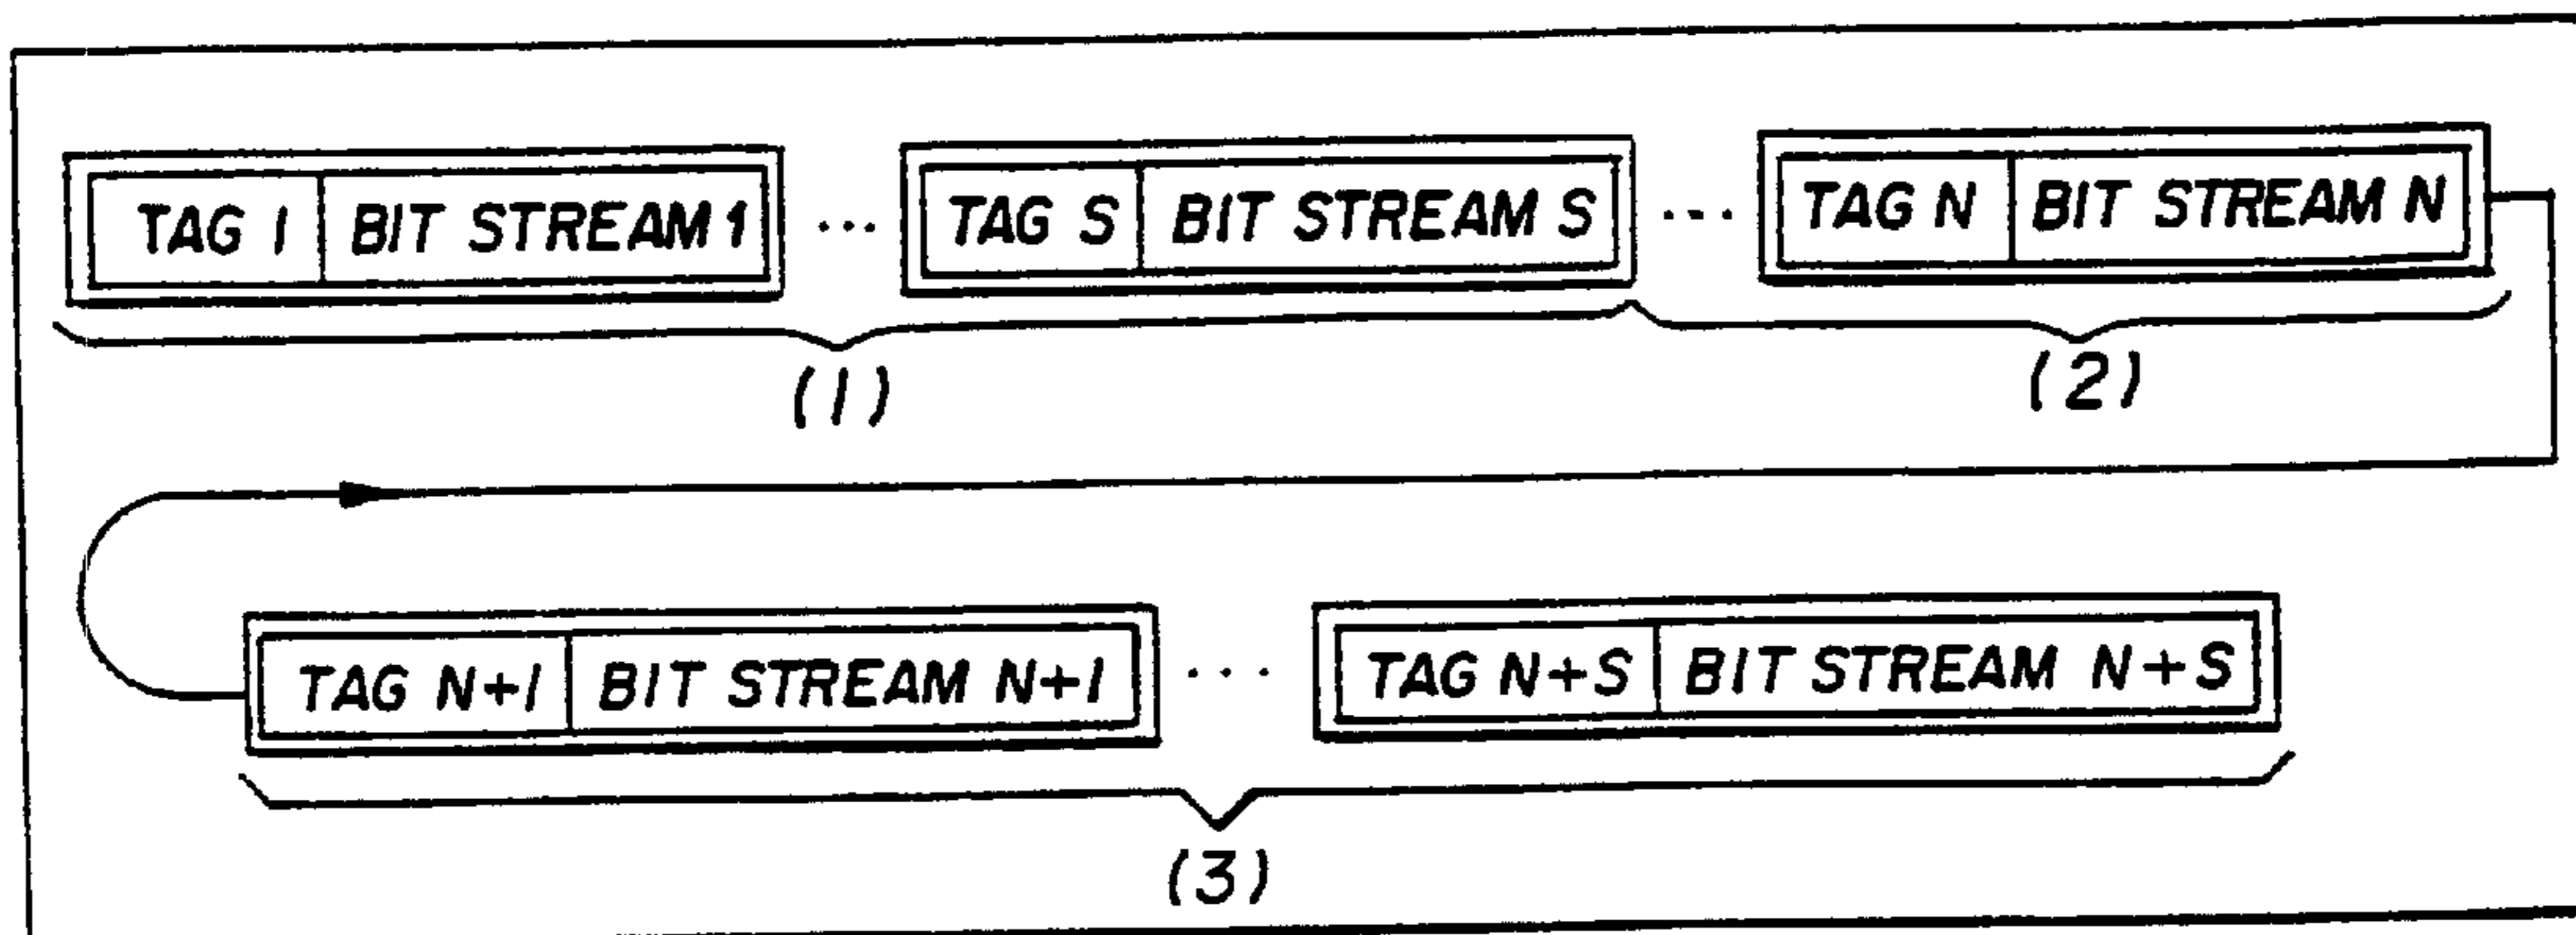 TAG 1 BIT STREAM 1 ... TAG S BIT STREAM S ... TAG N BIT STREAM N
(1) (2)
TAG N+1 BIT STREAM N+1 ... TAG N+S BIT STREAM N+S
(3)